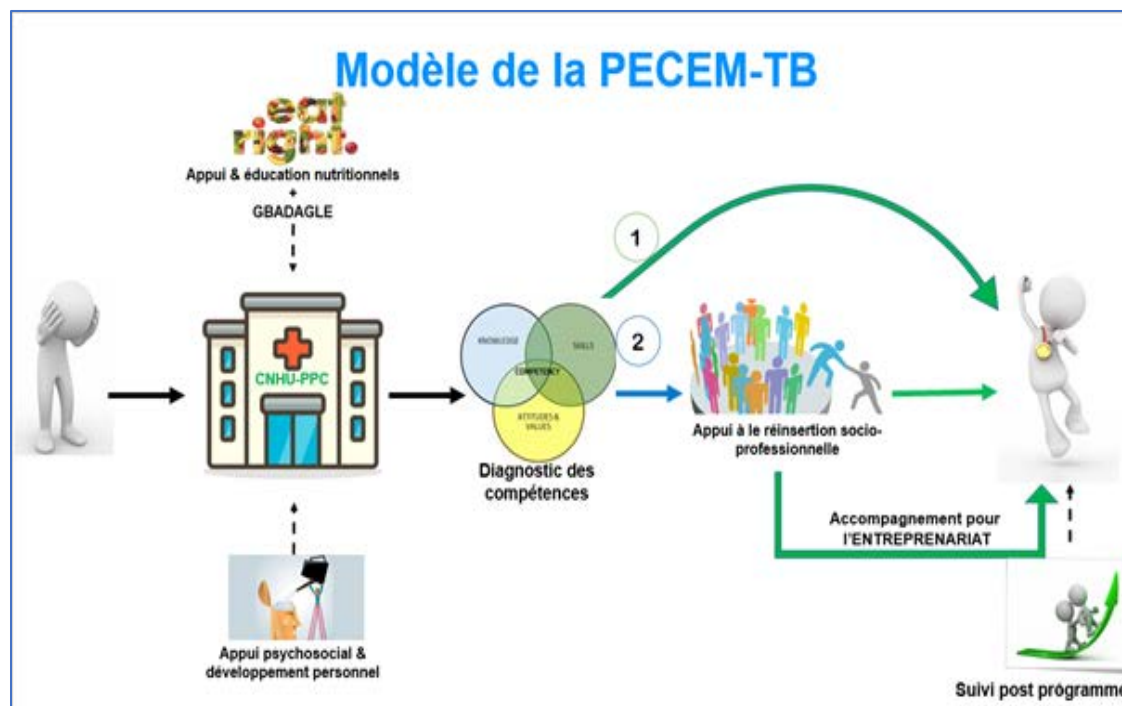 Modèle de la PECEM-TB
eat
right.
Appui & éducation nutritionnels
+
GBADAGLE
1
2
CNHU-PPC
KNOWLEDGE
SKILLS
COMPETENCY
ATTITUDES &
VALUES
Diagnostic des
compétences
Appui à le réinsertion socio-
professionnelle
Accompagnement pour
l'ENTREPRENARIAT
Appui psychosocial &
développement personnel
Suivi post programme